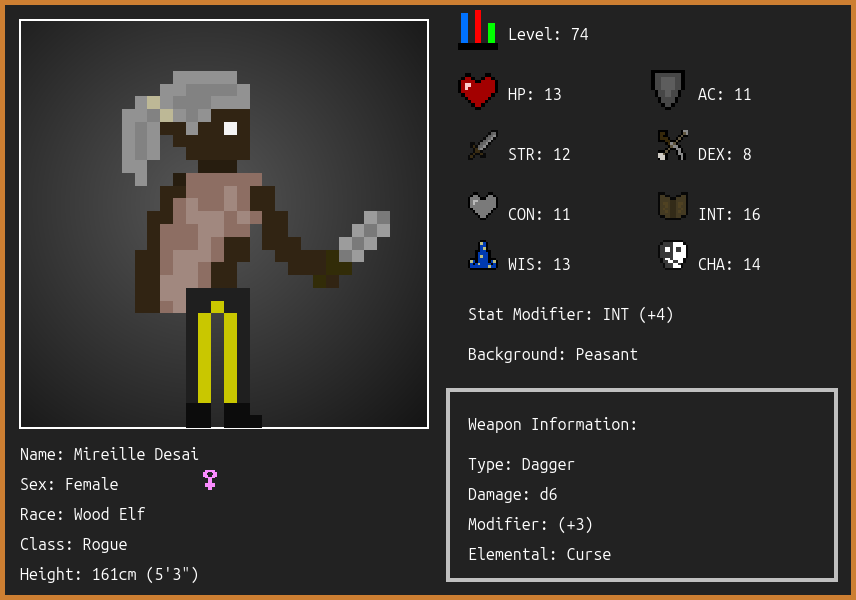 Level: 74
HP: 13
AC: 11
STR: 12
DEX: 8
CON: 11
INT: 16
WIS: 13
CHA: 14
Stat Modifier: INT (+4)
Background: Peasant
Weapon Information:
Type: Dagger
Damage: d6
Modifier: (+3)
Elemental: Curse
Name: Mireille Desai
Sex: Female
Race: Wood Elf
Class: Rogue
Height: 161cm (5'3")